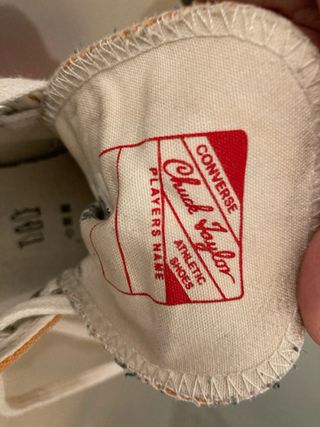 CONVERSE
Chuck Taylor
ATHLETIC
SHOES
PLAYERS NAME